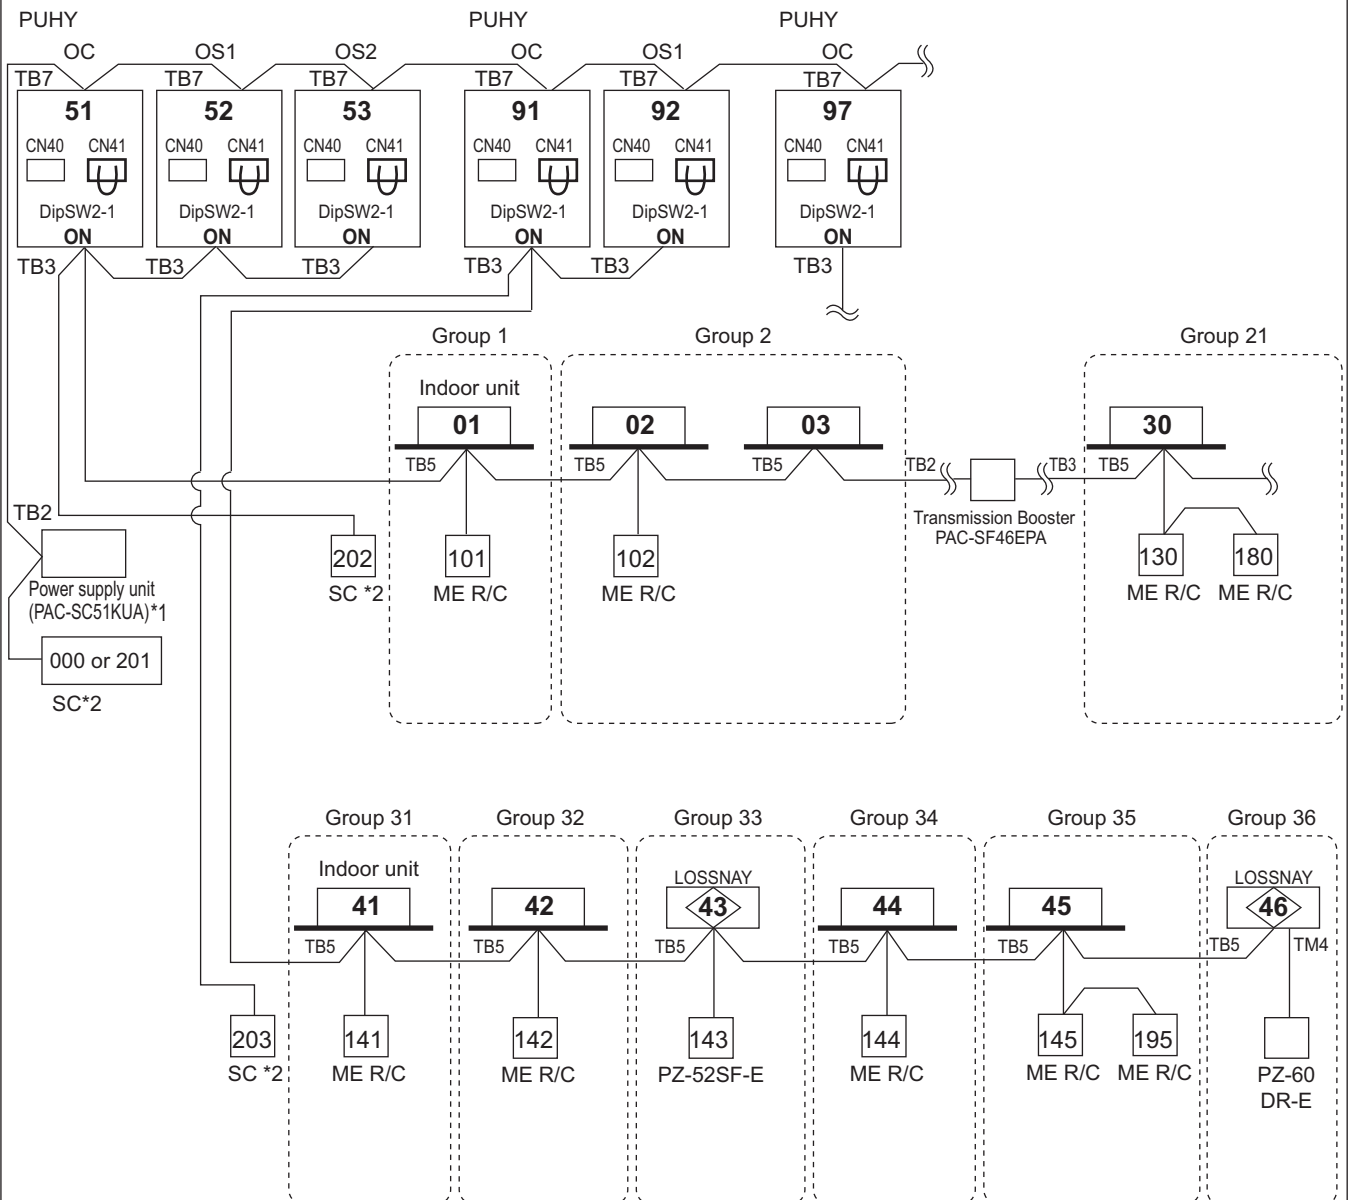 PUHY PUHY PUHY
OC OS1 OS2 OC OS1 OC
TB7 TB7 TB7 TB7 TB7 TB7
51 52 53 91 92 97
CN40 CN41 CN40 CN41 CN40 CN41 CN40 CN41 CN40 CN41 CN40 CN41
DipSW2-1 DipSW2-1 DipSW2-1 DipSW2-1 DipSW2-1 DipSW2-1
ON ON ON ON ON ON
TB3 TB3 TB3 TB3 TB3 TB3
Group 1 Group 2 Group 21
Indoor unit
01 02 03 30
TB5 TB5 TB5 TB2 TB3 TB5
Transmission Booster
PAC-SF46EPA
TB2
202 101 102 130 180
SC *2 ME R/C ME R/C ME R/C ME R/C
Power supply unit
(PAC-SC51KUA)*1
000 or 201
SC*2
Group 31 Group 32 Group 33 Group 34 Group 35 Group 36
Indoor unit LOSSNAY LOSSNAY
41 42 43 44 45 46
TB5 TB5 TB5 TB5 TB5 TB5 TM4
203 141 142 143 144 145 195
SC *2 ME R/C ME R/C PZ-52SF-E ME R/C ME R/C ME R/C PZ-60
DR-E